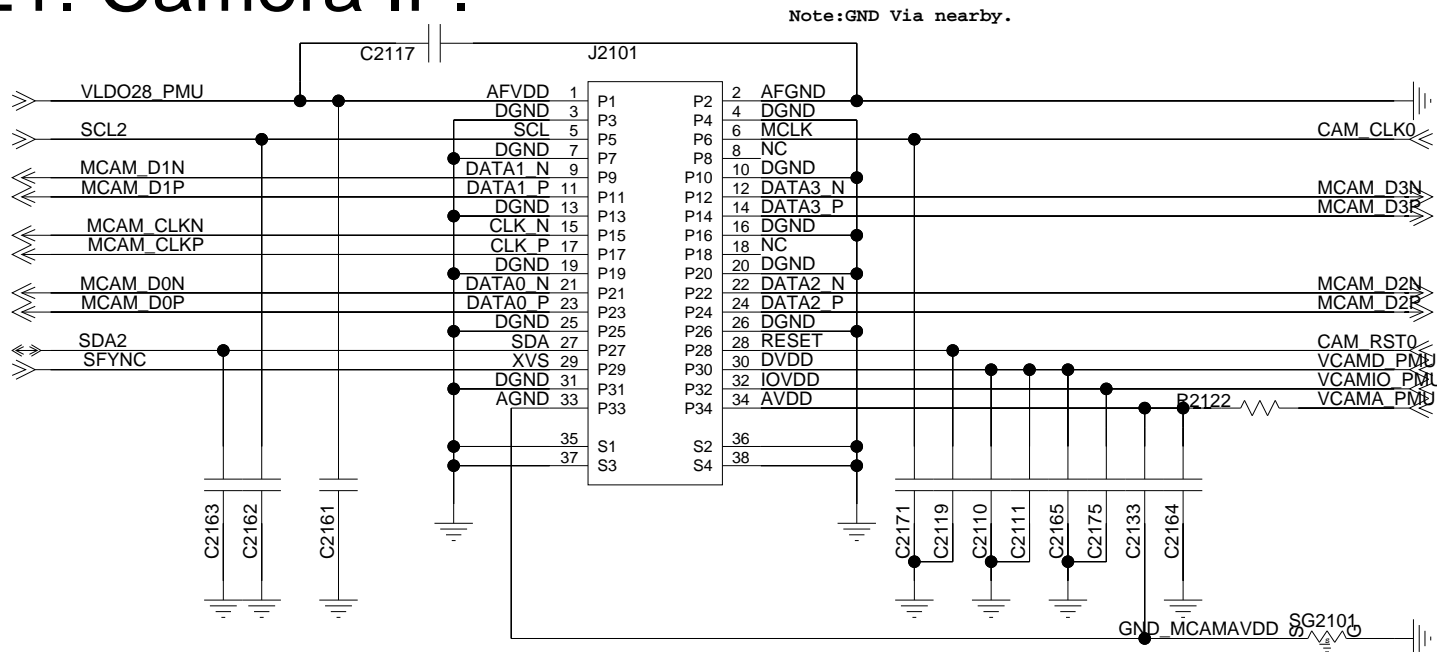 Note:GND Via nearby.
C2117
J2101
VLDO28_PMU AFVDD 1 P1 P2 2 AFGND
DGND 3 P3 P4 4 DGND
SCL2 SCL 5 P5 P6 6 MCLK CAM_CLK0
DGND 7 P7 P8 8 NC
MCAM_D1N DATA1_N 9 P9 P10 10 DGND
MCAM_D1P DATA1_P 11 P11 P12 12 DATA3_N MCAM_D3N
DGND 13 P13 P14 14 DATA3_P MCAM_D3P
MCAM_CLKN CLK_N 15 P15 P16 16 DGND
MCAM_CLKP CLK_P 17 P17 P18 18 NC
DGND 19 P19 P20 20 DGND
MCAM_D0N DATA0_N 21 P21 P22 22 DATA2_N MCAM_D2N
MCAM_D0P DATA0_P 23 P23 P24 24 DATA2_P MCAM_D2P
DGND 25 P25 P26 26 DGND
SDA2 SDA 27 P27 P28 28 RESET CAM_RST0
SFYNC XVS 29 P29 P30 30 DVDD VCAMD_PMU
DGND 31 P31 P32 32 IOVDD VCAMIO_PMU
AGND 33 P33 P34 34 AVDD R2122 VCAMA_PMU
35 S1 S2 36
37 S3 S4 38
C2163
C2162
C2161
C2171
C2119
C2110
C2111
C2165
C2175
C2133
C2164
GND_MCAMAVDD S SG2101 G